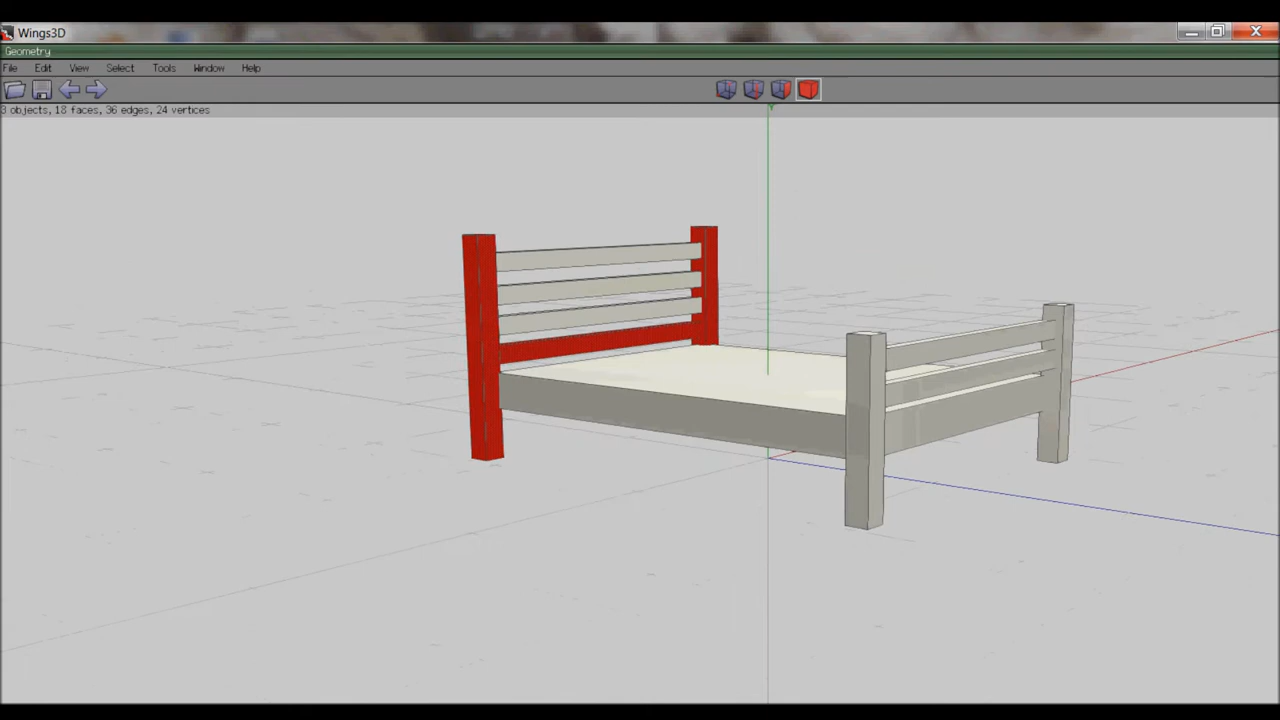 Wings3D
Geometry
File Edit View Select Tools Window Help
3 objects, 18 faces, 36 edges, 24 vertices
Y